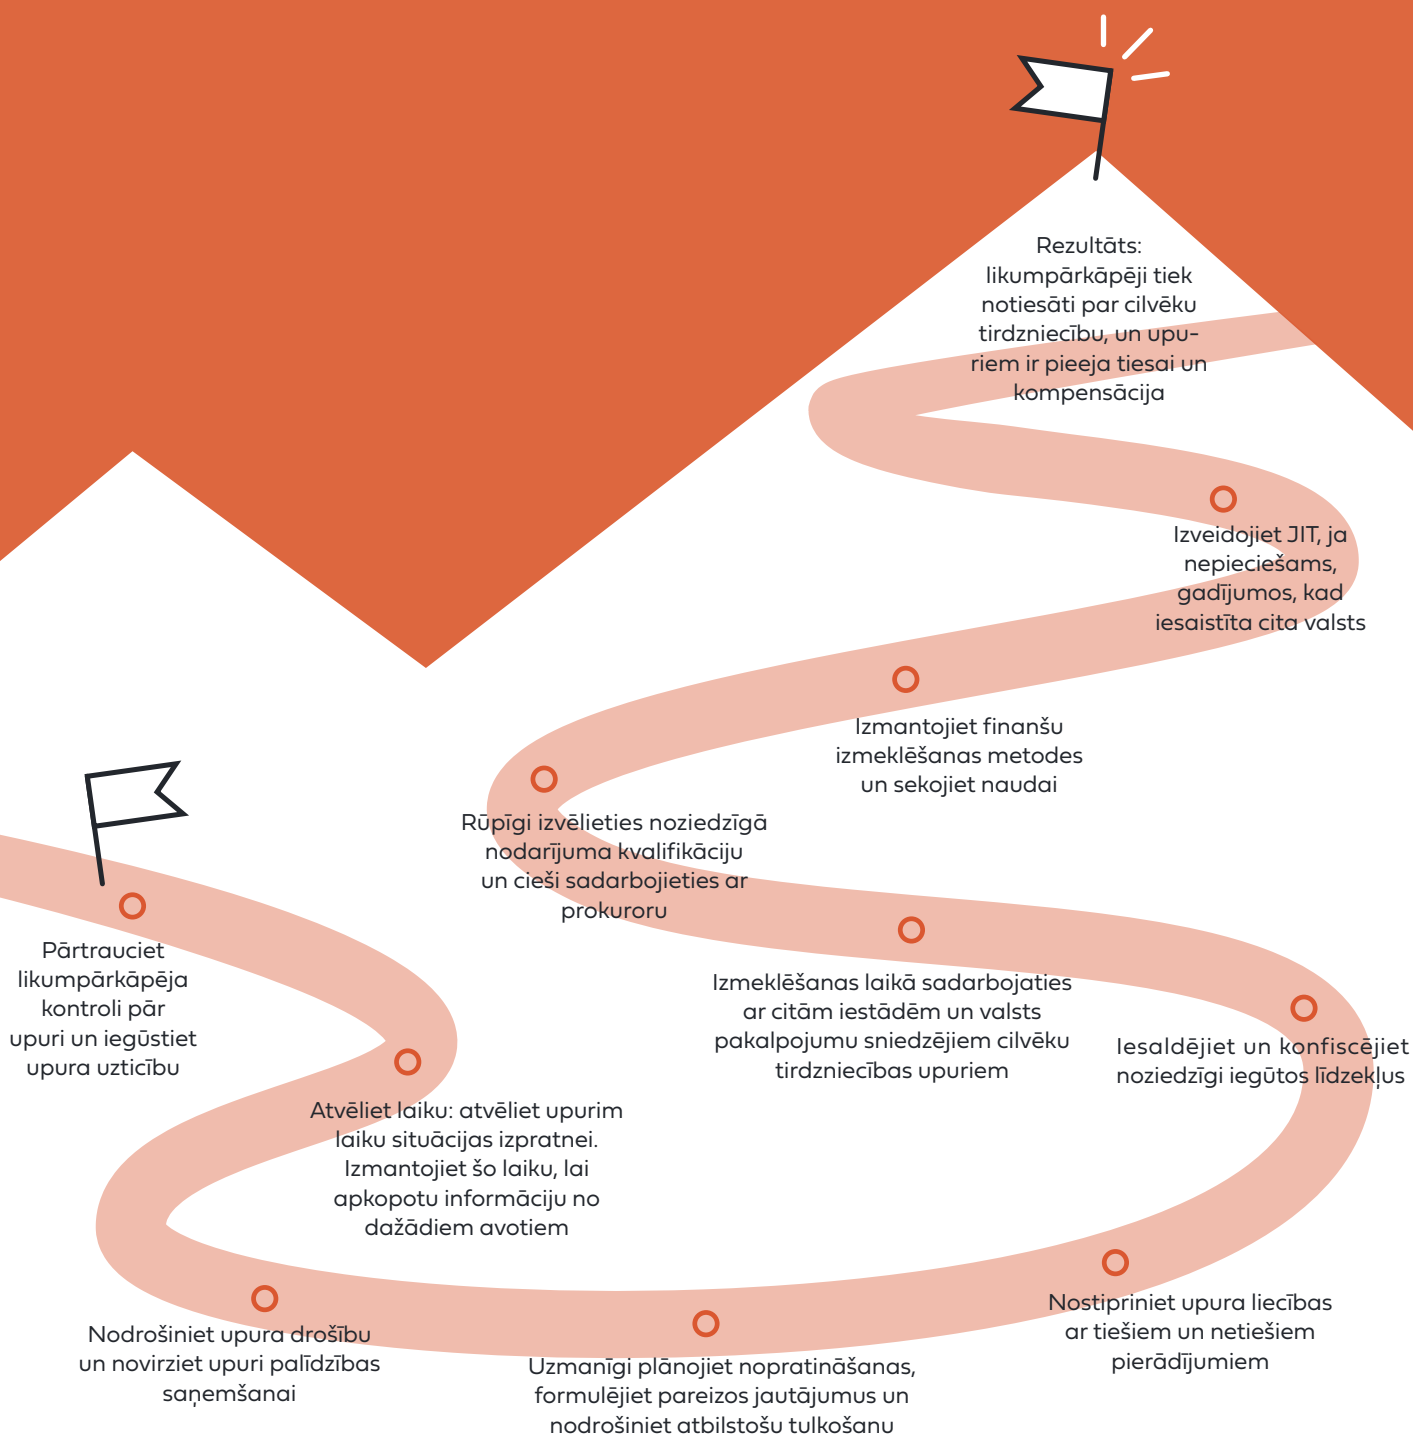 Rezultāts:
likumpārkāpēji tiek
notiesāti par cilvēku
tirdzniecību, un upu-
riem ir pieeja tiesai un
kompensācija
Izveidojiet JIT, ja
nepieciešams,
gadījumos, kad
iesaistīta cita valsts
Izmantojiet finanšu
izmeklēšanas metodes
un sekojiet naudai
Rūpīgi izvēlieties noziedzīgā
nodarījuma kvalifikāciju
un cieši sadarbojieties ar
prokuroru
Izmeklēšanas laikā sadarbojaties
ar citām iestādēm un valsts
pakalpojumu sniedzējiem cilvēku
tirdzniecības upuriem
Iesaldējiet un konfiscējiet
noziedzīgi iegūtos līdzekļus
Pārtrauciet
likumpārkāpēja
kontroli pār
upuri un iegūstiet
upura uzticību
Atvēliet laiku: atvēliet upurim
laiku situācijas izpratnei.
Izmantojiet šo laiku, lai
apkopotu informāciju no
dažādiem avotiem
Nodrošiniet upura drošību
un novirziet upuri palīdzības
saņemšanai
Uzmanīgi plānojiet nopratināšanas,
formulējiet pareizos jautājumus un
nodrošiniet atbilstošu tulkošanu
Nostipriniet upura liecības
ar tiešiem un netiešiem
pierādījumiem